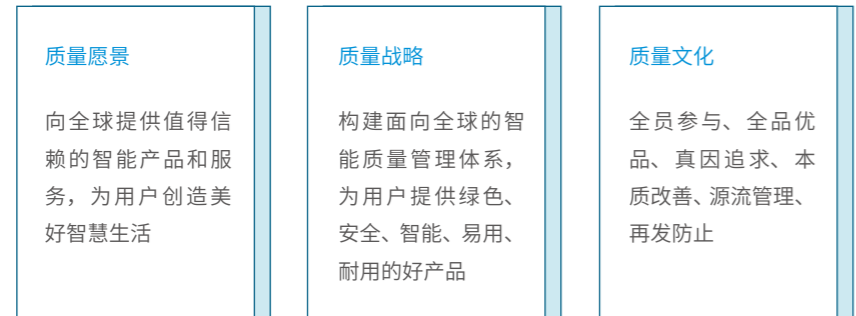 质量愿景
向全球提供值得信
赖的智能产品和服
务，为用户创造美
好智慧生活
质量战略
构建面向全球的智
能质量管理体系，
为用户提供绿色、
安全、智能、易用、
耐用的好产品
质量文化
全员参与、全品优
品、真因追求、本
质改善、源流管理、
再发防止